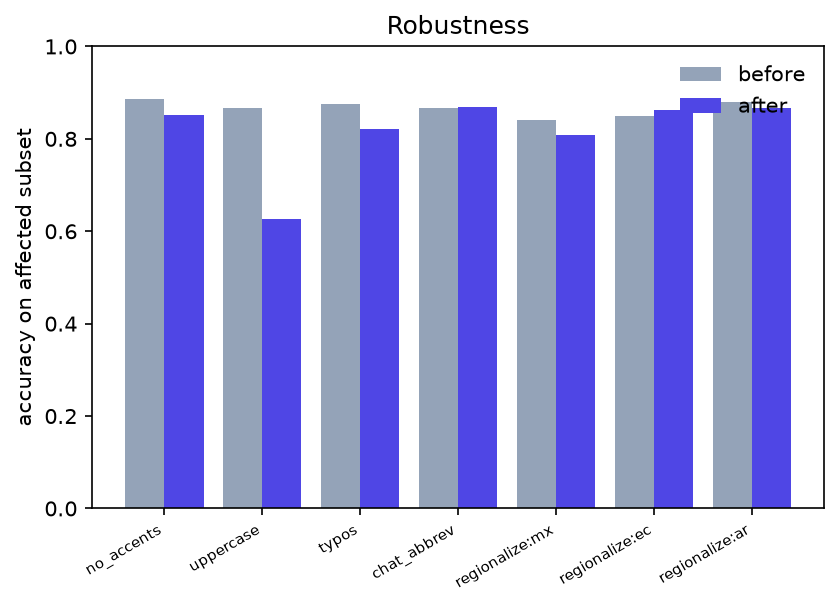 Robustness
before
after
accuracy on affected subset
1.0
0.8
0.6
0.4
0.2
0.0
no_accents
uppercase
typos
chat_abbrev
regionalize:mx
regionalize:ec
regionalize:ar